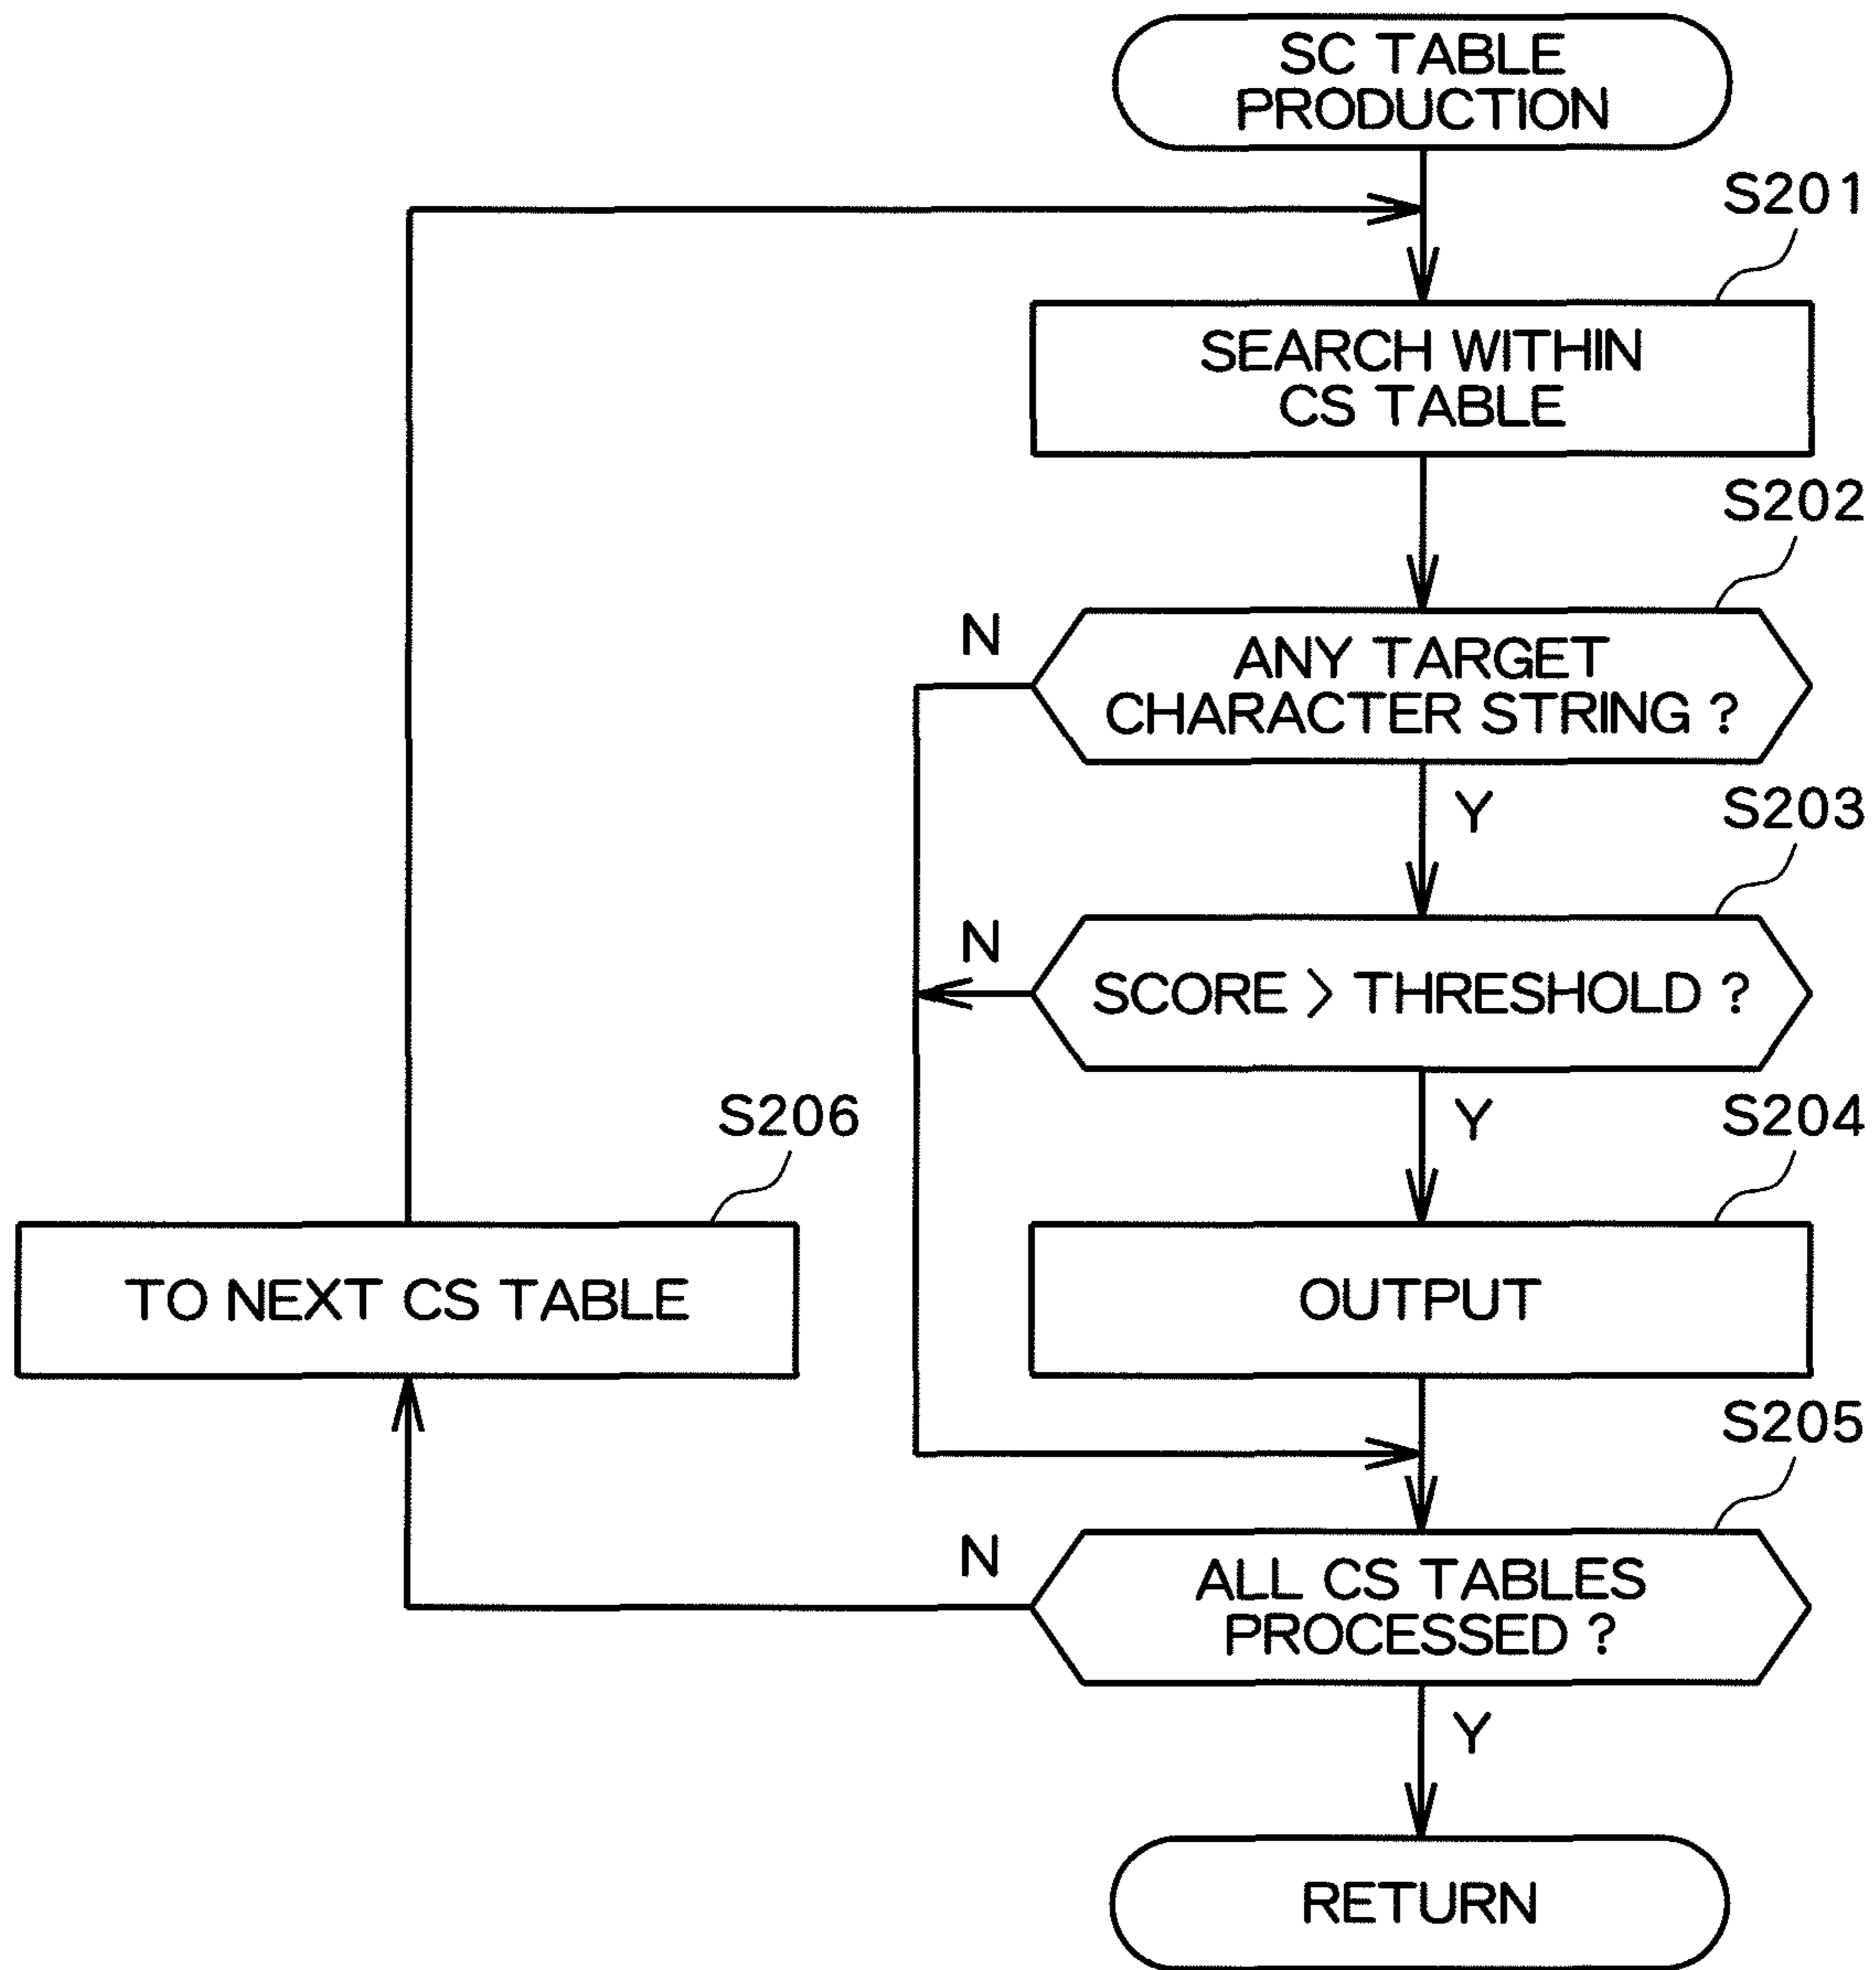 SC TABLE
PRODUCTION
S201
SEARCH WITHIN
CS TABLE
S202
N
ANY TARGET
CHARACTER STRING ?
Y
S203
N
SCORE > THRESHOLD ?
Y
S206
S204
TO NEXT CS TABLE
OUTPUT
S205
N
ALL CS TABLES
PROCESSED ?
Y
RETURN